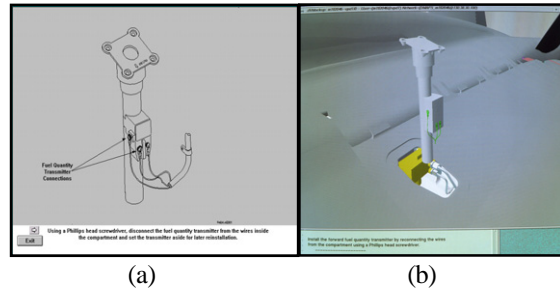 Fuel Quantity
Transmitter
Connections
Using a Phillips head screwdriver, disconnect the fuel quantity transmitter from the wires inside
the compartment and set the transmitter aside for later reinstallation.
Exit
Install the forward fuel quantity transmitter by reconnecting the wires
from the compartment using a Phillips head screwdriver.
(a)
(b)